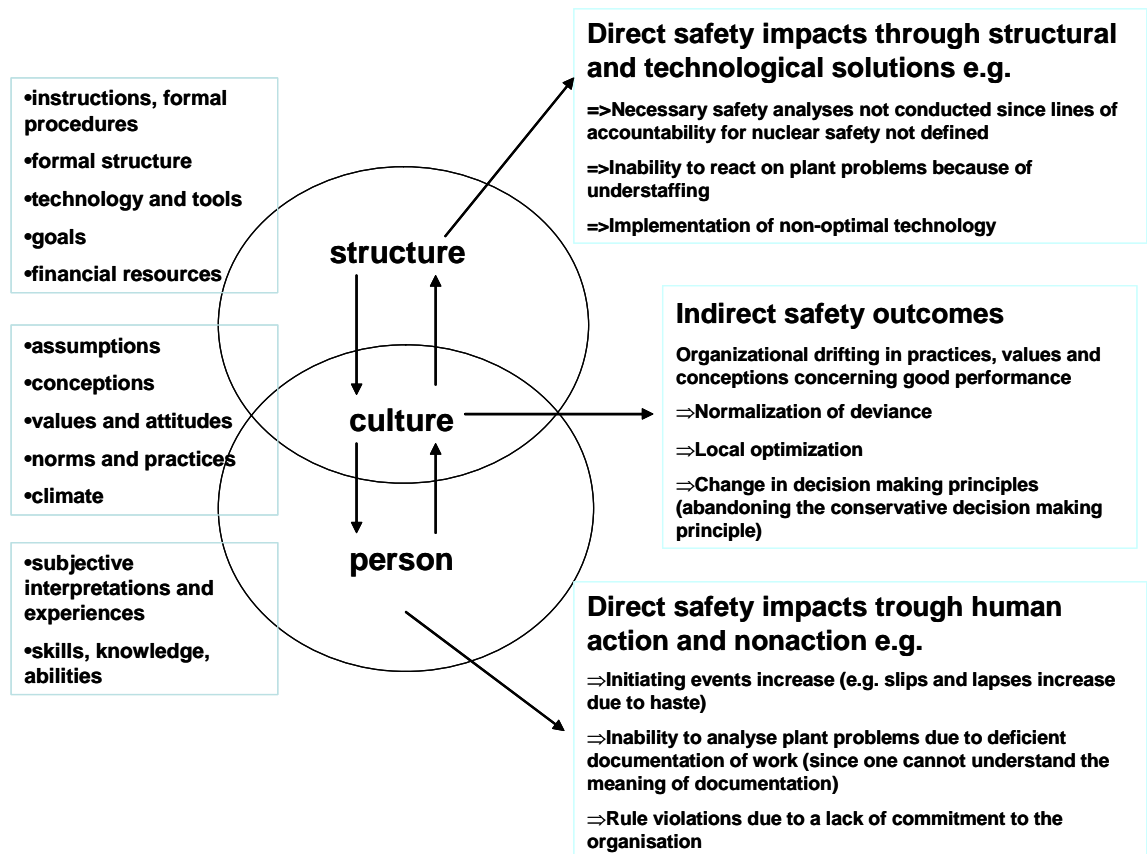 •instructions, formal
procedures
•formal structure
•technology and tools
•goals
•financial resources
•assumptions
•conceptions
•values and attitudes
•norms and practices
•climate
•subjective
interpretations and
experiences
•skills, knowledge,
abilities
structure
culture
person
Direct safety impacts through structural
and technological solutions e.g.
=>Necessary safety analyses not conducted since lines of
accountability for nuclear safety not defined
=>Inability to react on plant problems because of
understaffing
=>Implementation of non-optimal technology
Indirect safety outcomes
Organizational drifting in practices, values and
conceptions concerning good performance
⇒Normalization of deviance
⇒Local optimization
⇒Change in decision making principles
(abandoning the conservative decision making
principle)
Direct safety impacts trough human
action and nonaction e.g.
⇒Initiating events increase (e.g. slips and lapses increase
due to haste)
⇒Inability to analyse plant problems due to deficient
documentation of work (since one cannot understand the
meaning of documentation)
⇒Rule violations due to a lack of commitment to the
organisation